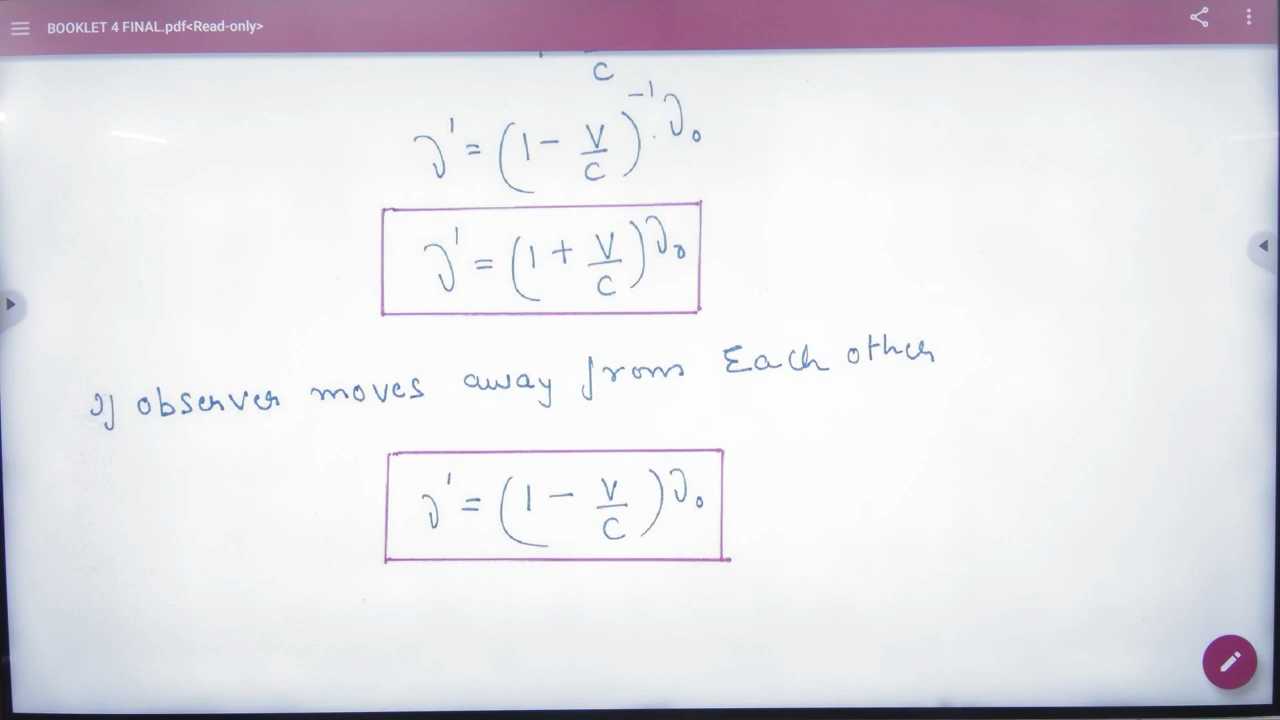 BOOKLET 4 FINAL.pdf<Read-only>
c
ν' = (1 - v/c)^-1 . ν₀
ν' = (1 + v/c) ν₀
If observer moves away from Each other
ν' = (1 - v/c) ν₀